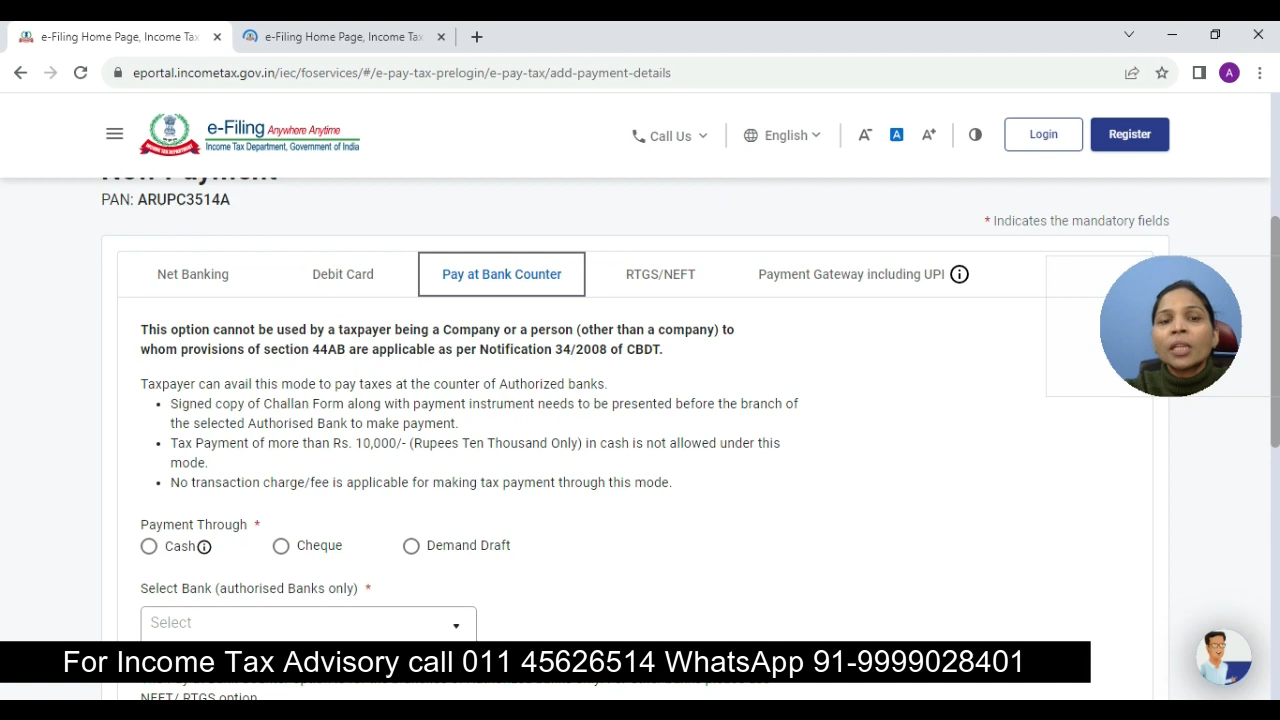 e-Filing Home Page, Income Tax
e-Filing Home Page, Income Tax
eportal.incometax.gov.in/iec/foservices/#/e-pay-tax-prelogin/e-pay-tax/add-payment-details
A
e-Filing Anywhere Anytime
Income Tax Department, Government of India
Call Us
English
A-
A
A+
Login
Register
New Payment
PAN: ARUPC3514A
* Indicates the mandatory fields
Net Banking
Debit Card
Pay at Bank Counter
RTGS/NEFT
Payment Gateway including UPI
This option cannot be used by a taxpayer being a Company or a person (other than a company) to
whom provisions of section 44AB are applicable as per Notification 34/2008 of CBDT.
Taxpayer can avail this mode to pay taxes at the counter of Authorized banks.
• Signed copy of Challan Form along with payment instrument needs to be presented before the branch of
the selected Authorised Bank to make payment.
• Tax Payment of more than Rs. 10,000/- (Rupees Ten Thousand Only) in cash is not allowed under this
mode.
• No transaction charge/fee is applicable for making tax payment through this mode.
Payment Through *
Cash
Cheque
Demand Draft
Select Bank (authorised Banks only) *
Select
For Income Tax Advisory call 011 45626514 WhatsApp 91-9999028401
NEFT/ RTGS option